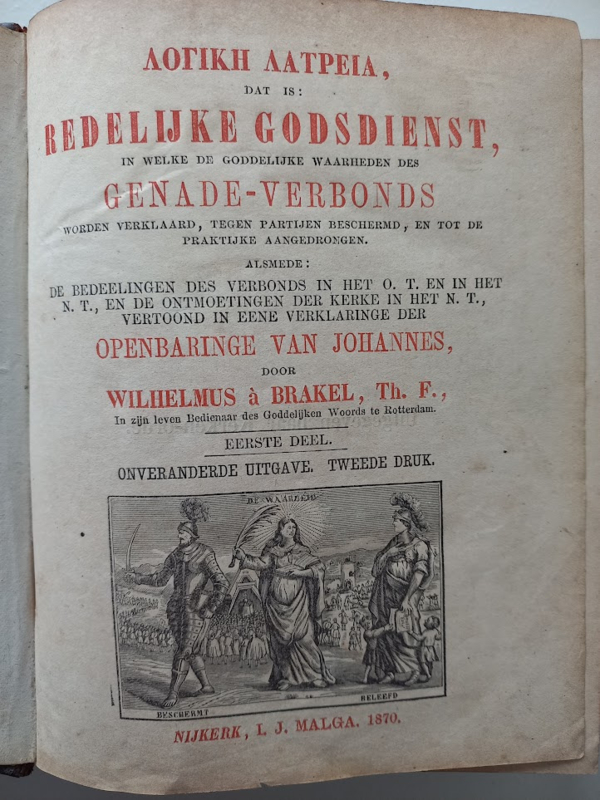 ΛΟΓΙΚΗ ΛΑΤΡΕΙΑ,
DAT IS:
REDELIJKE GODSDIENST,
IN WELKE DE GODDELIJKE WAARHEDEN DES
GENADE-VERBONDS
WORDEN VERKLAARD, TEGEN PARTIJEN BESCHERMD, EN TOT DE
PRAKTIJKE AANGEDRONGEN.
ALSMEDE:
DE BEDEELINGEN DES VERBONDS IN HET O. T. EN IN HET
N. T., EN DE ONTMOETINGEN DER KERKE IN HET N. T.,
VERTOOND IN EENE VERKLARINGE DER
OPENBARINGE VAN JOHANNES,
DOOR
WILHELMUS à BRAKEL, Th. F.,
In zijn leven Bedienaar des Goddelijken Woords te Rotterdam.
EERSTE DEEL.
ONVERANDERDE UITGAVE. TWEEDE DRUK.
DE WAARHEID
BESCHERMT
BELEEFD
NIJKERK, I. J. MALGA. 1870.